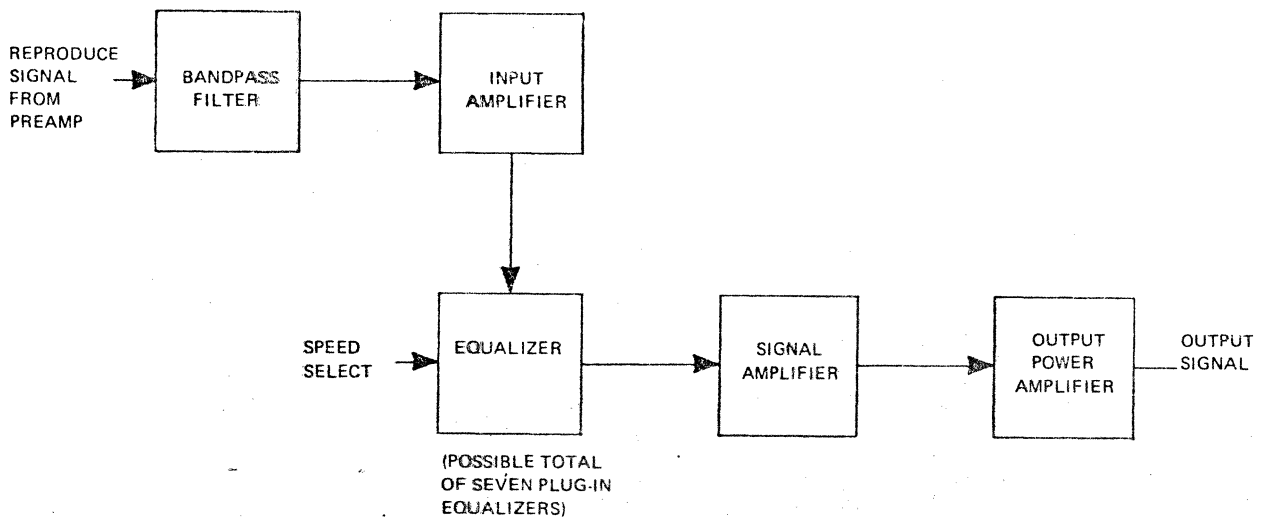 REPRODUCE
SIGNAL
FROM
PREAMP
BANDPASS
FILTER
INPUT
AMPLIFIER
SPEED
SELECT
EQUALIZER
(POSSIBLE TOTAL
OF SEVEN PLUG-IN
EQUALIZERS)
SIGNAL
AMPLIFIER
OUTPUT
POWER
AMPLIFIER
OUTPUT
SIGNAL